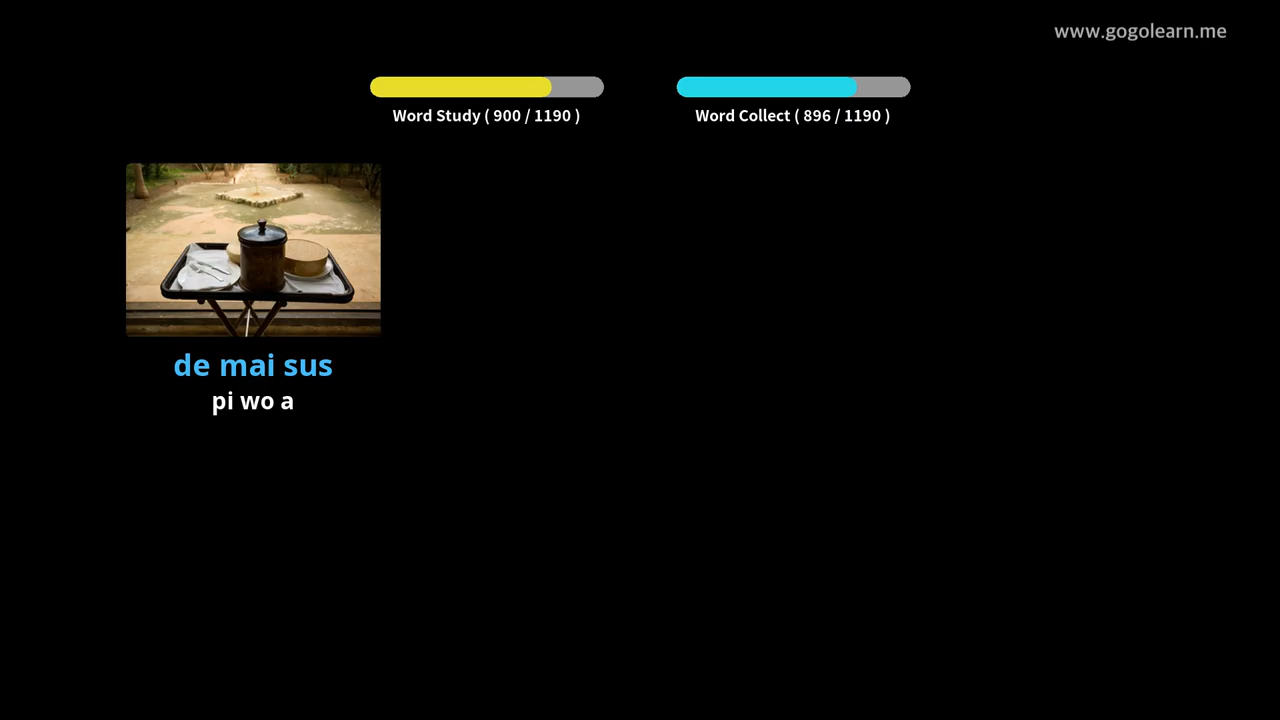 www.gogolearn.me
Word Study ( 900 / 1190 )
Word Collect ( 896 / 1190 )
de mai sus
pi wo a